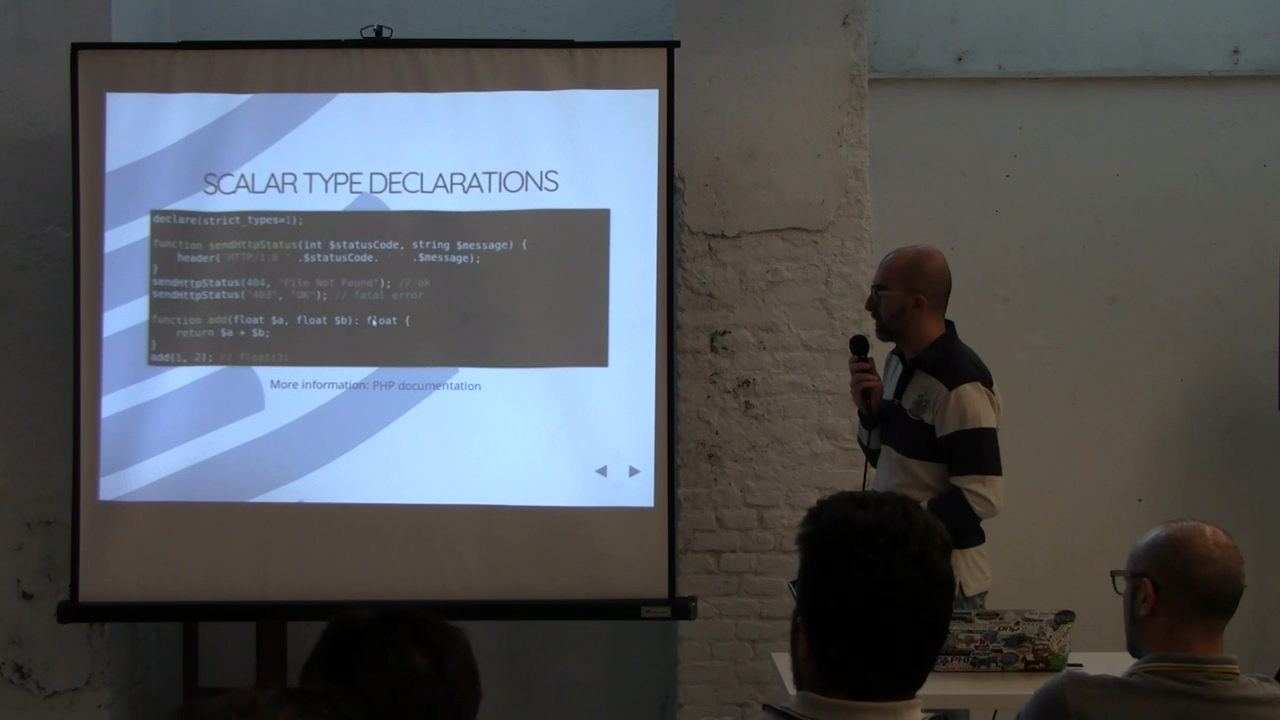 SCALAR TYPE DECLARATIONS
declare(strict_types=1);
function sendHttpStatus(int $statusCode, string $message) {
header('HTTP/1.0 ' .$statusCode. ' ' .$message);
}
sendHttpStatus(404, "File Not Found"); // ok
sendHttpStatus("403", "OK"); // fatal error
function add(float $a, float $b): float {
return $a + $b;
}
add(1, 2); // float(3)
More information: PHP documentation
php